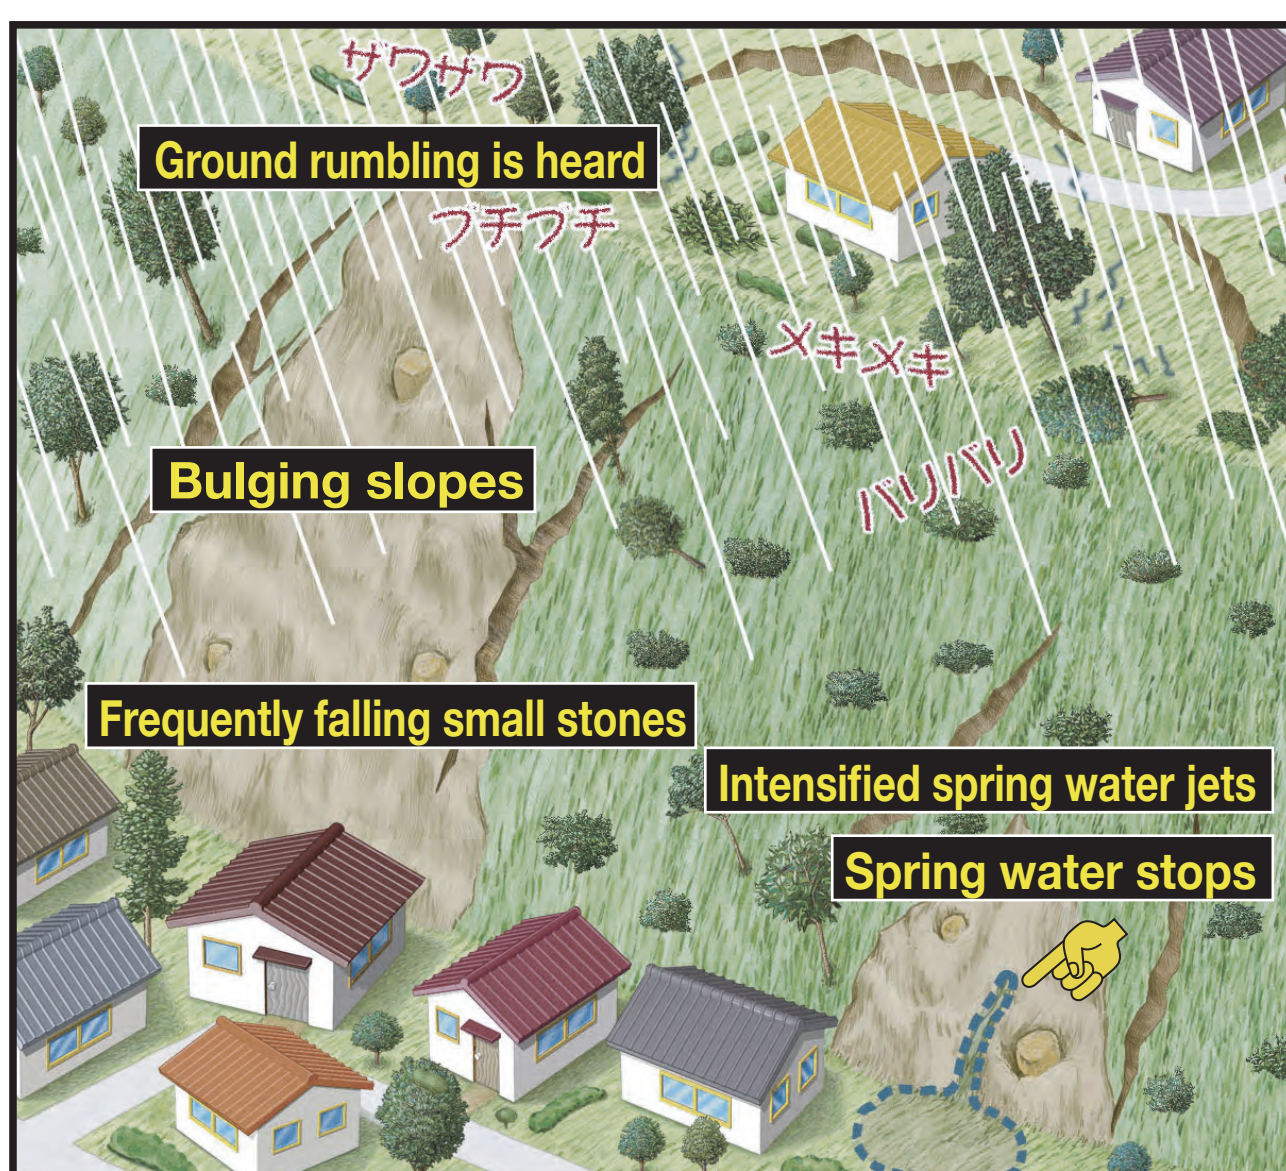 ザワザワ
Ground rumbling is heard
ブチブチ
メキメキ
バリバリ
Bulging slopes
Frequently falling small stones
Intensified spring water jets
Spring water stops